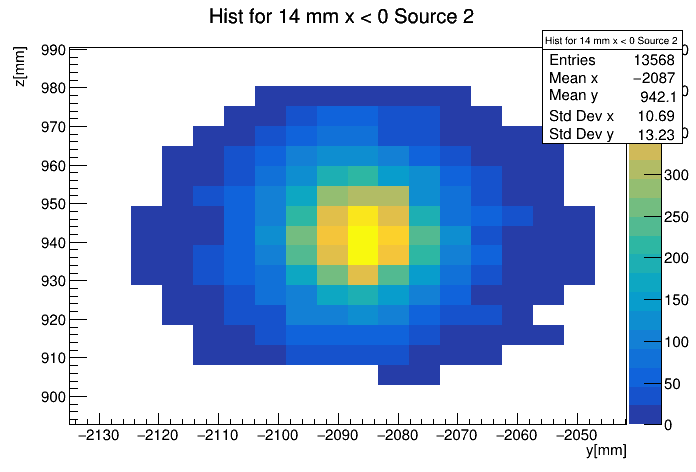 Hist for 14 mm x < 0 Source 2
Hist for 14 mm x < 0 Source 2
Entries 13568
Mean x −2087
Mean y 942.1
Std Dev x 10.69
Std Dev y 13.23
z[mm]
990
980
970
960
950
940
930
920
910
900
300
250
200
150
100
50
0
−2130 −2120 −2110 −2100 −2090 −2080 −2070 −2060 −2050
y[mm]